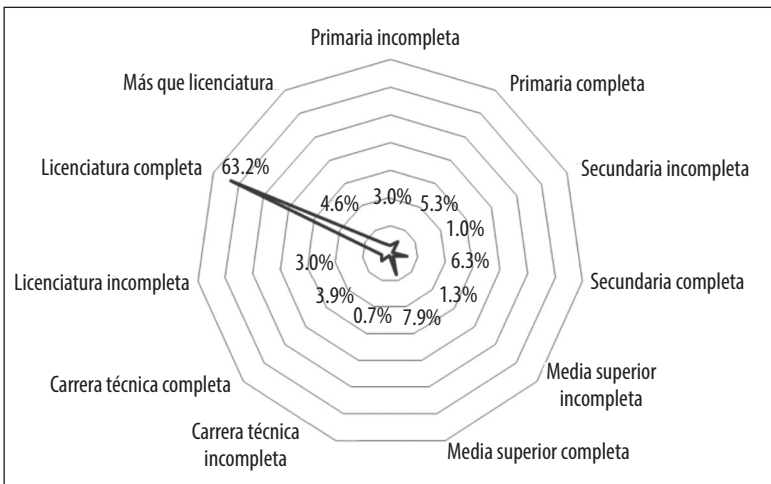 Primaria incompleta
Más que licenciatura
Primaria completa
Licenciatura completa
63.2%
Secundaria incompleta
4.6%
3.0%
5.3%
1.0%
3.0%
6.3%
Licenciatura incompleta
Secundaria completa
3.9%
1.3%
0.7%
7.9%
Carrera técnica completa
Media superior
incompleta
Carrera técnica
incompleta
Media superior completa